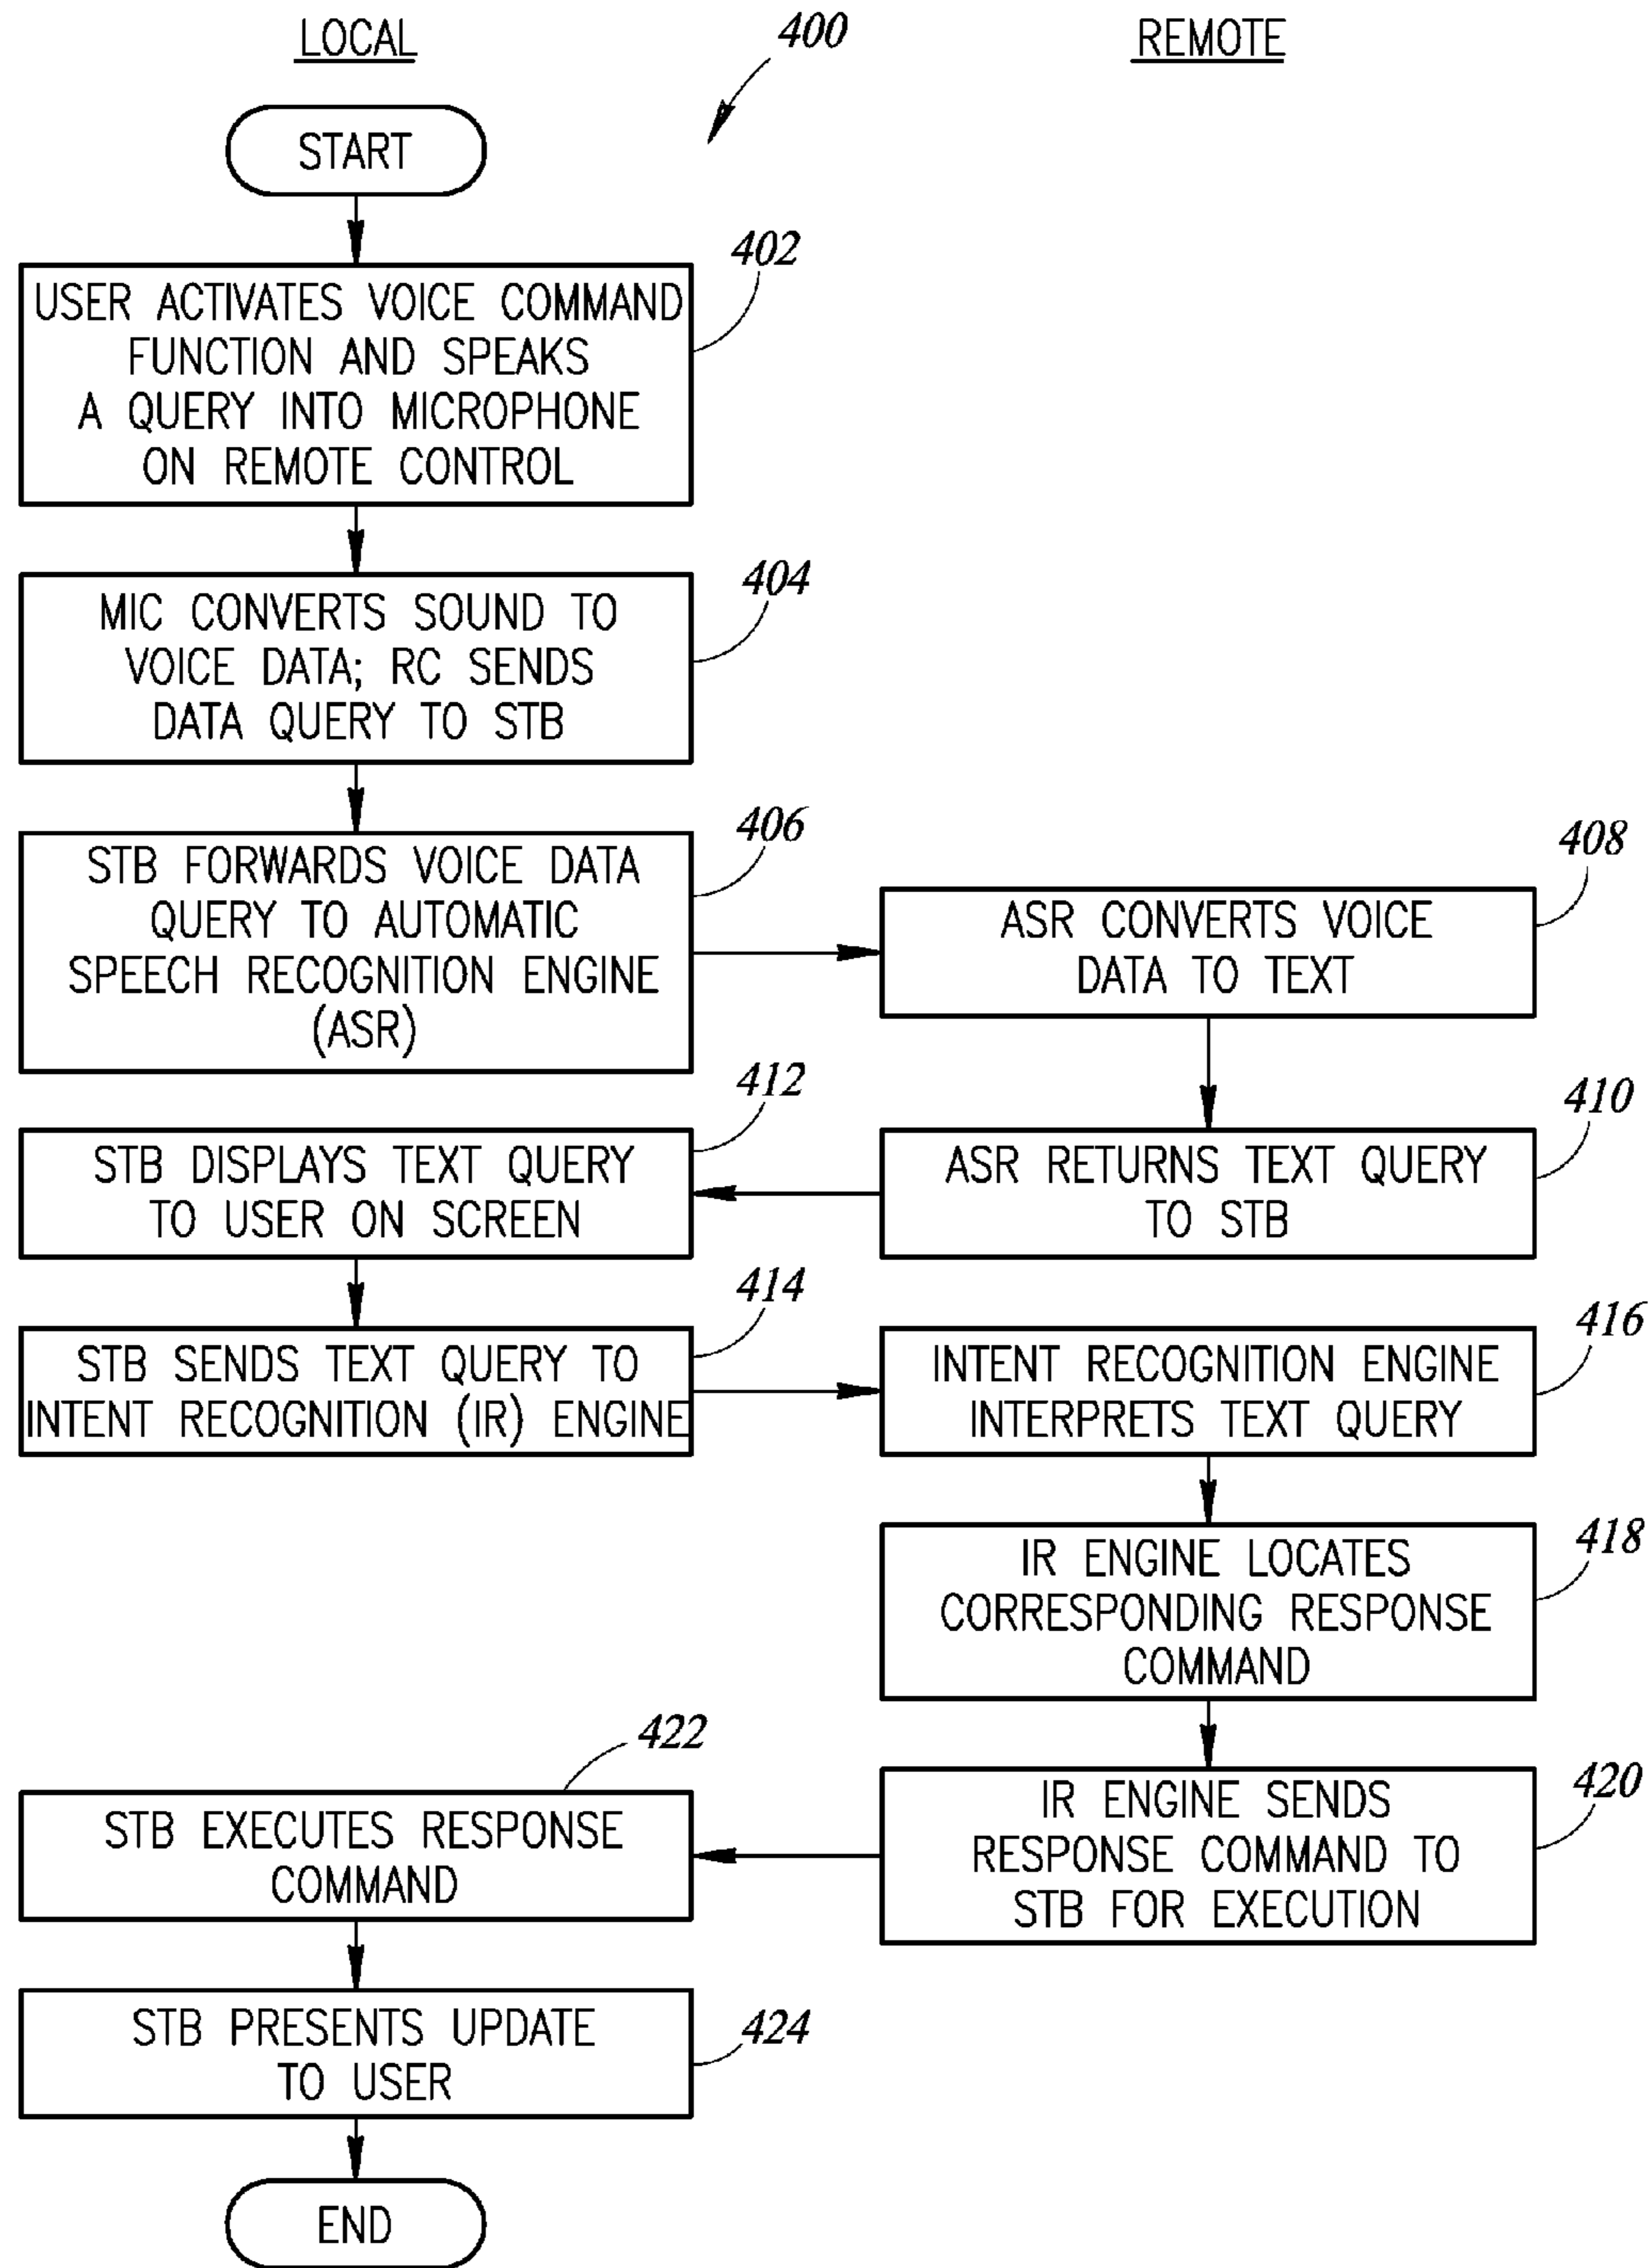 LOCAL
400
REMOTE
START
402
USER ACTIVATES VOICE COMMAND
FUNCTION AND SPEAKS
A QUERY INTO MICROPHONE
ON REMOTE CONTROL
404
MIC CONVERTS SOUND TO
VOICE DATA; RC SENDS
DATA QUERY TO STB
406
STB FORWARDS VOICE DATA
QUERY TO AUTOMATIC
SPEECH RECOGNITION ENGINE
(ASR)
408
ASR CONVERTS VOICE
DATA TO TEXT
410
ASR RETURNS TEXT QUERY
TO STB
412
STB DISPLAYS TEXT QUERY
TO USER ON SCREEN
414
STB SENDS TEXT QUERY TO
INTENT RECOGNITION (IR) ENGINE
416
INTENT RECOGNITION ENGINE
INTERPRETS TEXT QUERY
418
IR ENGINE LOCATES
CORRESPONDING RESPONSE
COMMAND
420
IR ENGINE SENDS
RESPONSE COMMAND TO
STB FOR EXECUTION
422
STB EXECUTES RESPONSE
COMMAND
424
STB PRESENTS UPDATE
TO USER
END